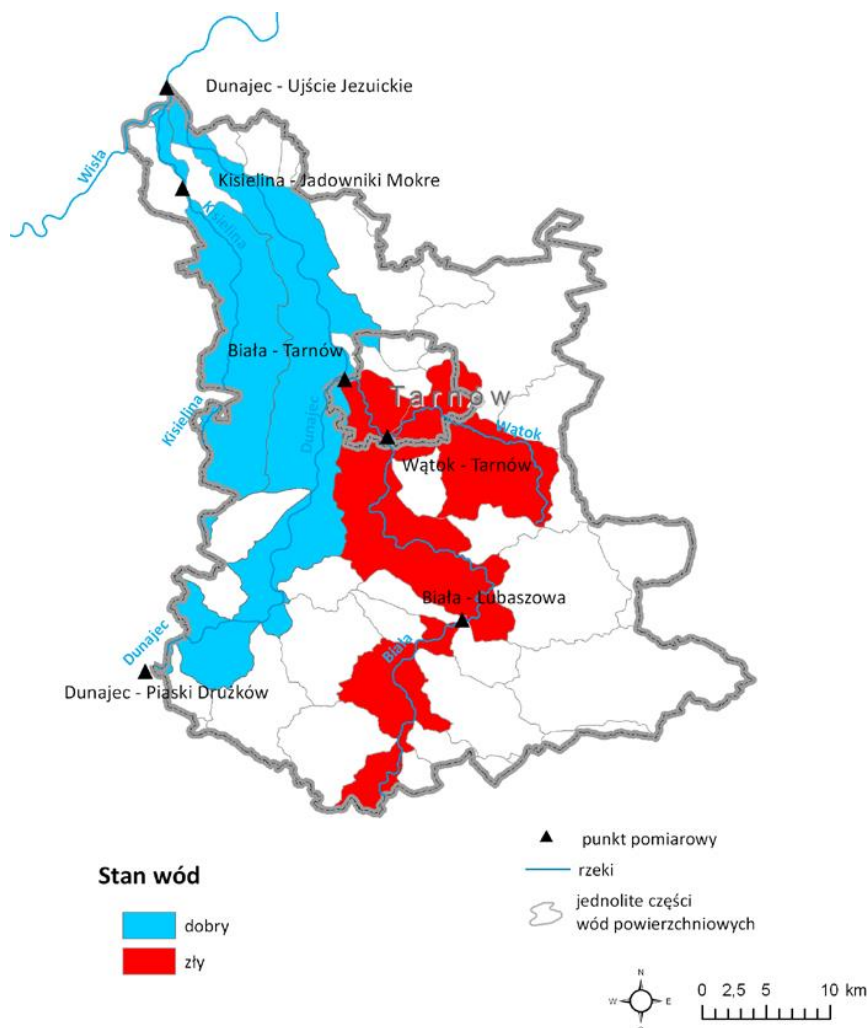 Dunajec - Ujście Jezuickie
Wisła
Kisielina - Jadowniki Mokre
Kisielina
Biała - Tarnów
Tarnów
Kisielina
Dunajec
Wątok
Wątok - Tarnów
Biała - Lubaszowa
Dunajec
Biała
Dunajec - Piaski Drużków
Stan wód
dobry
zły
punkt pomiarowy
rzeki
jednolite części
wód powierzchniowych
N
W E
S
0 2,5 5 10 km